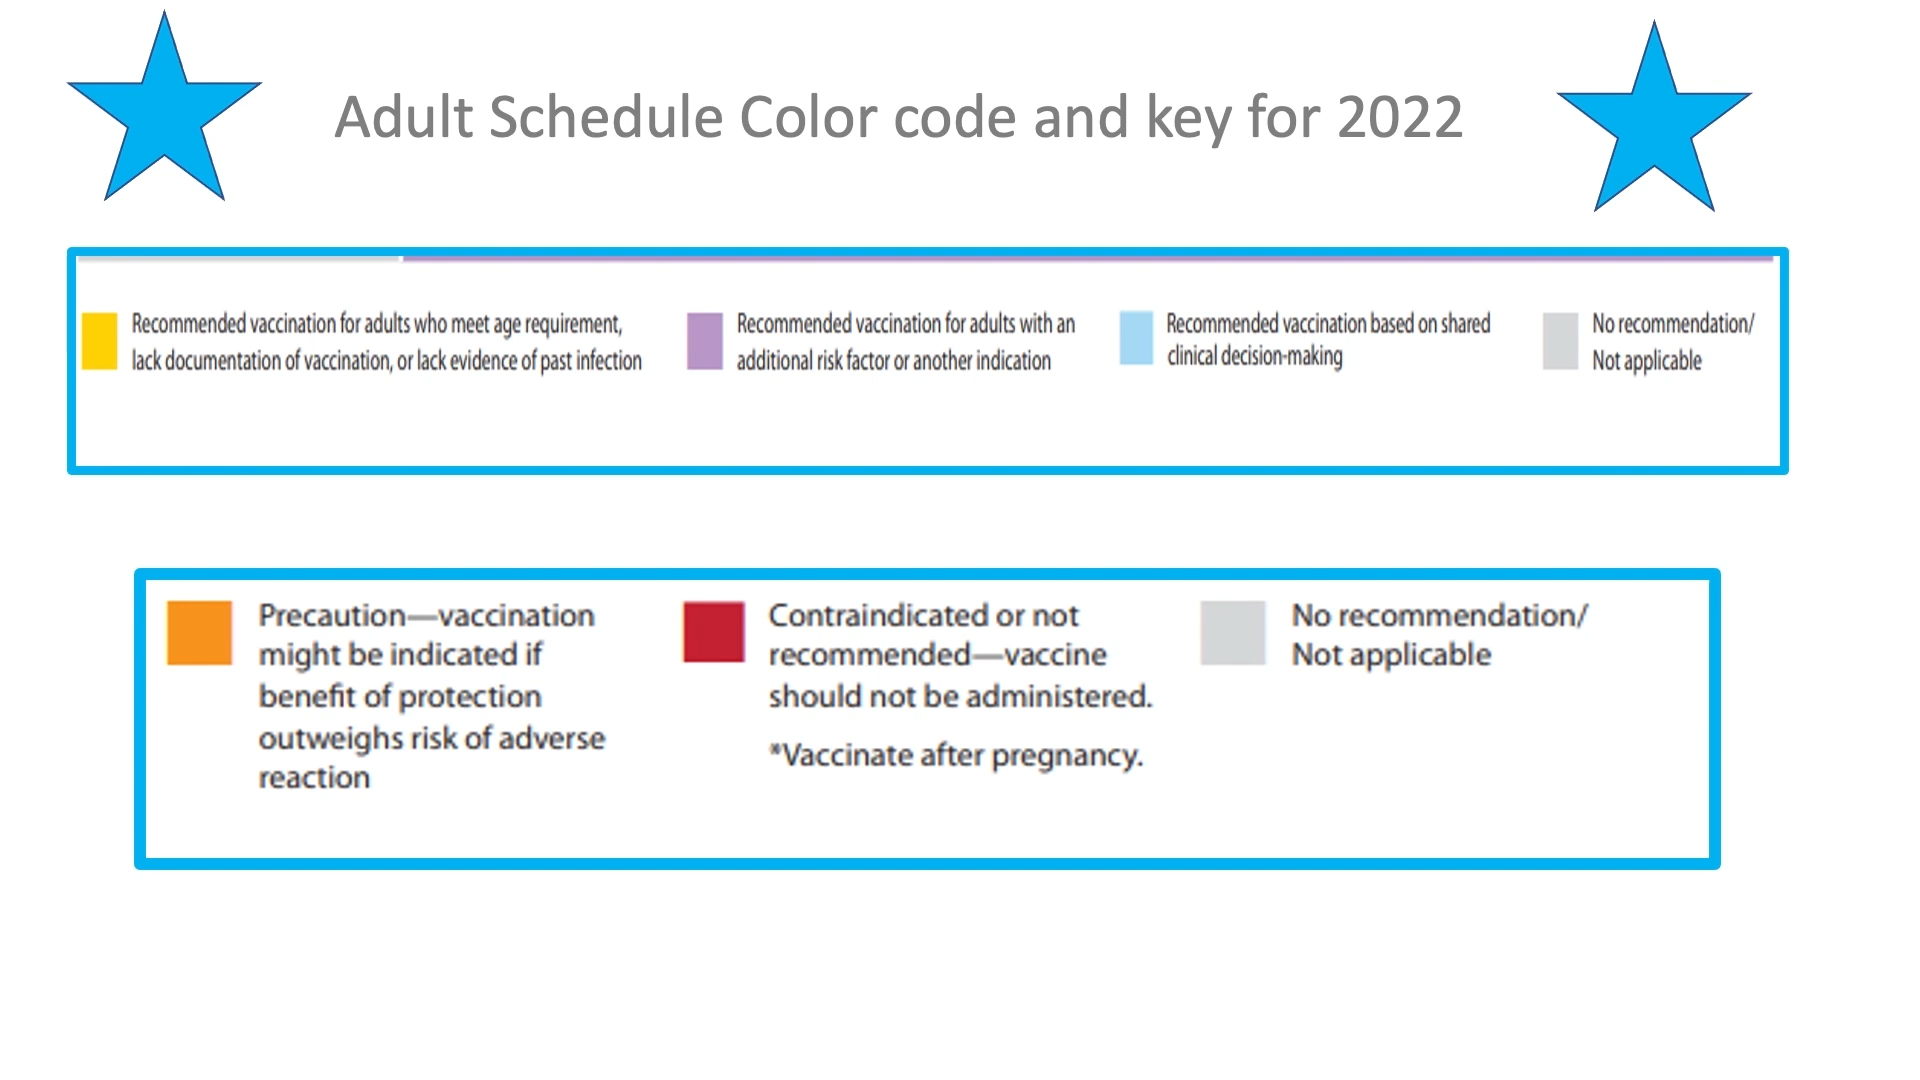 Adult Schedule Color code and key for 2022
Recommended vaccination for adults who meet age requirement,
lack documentation of vaccination, or lack evidence of past infection
Recommended vaccination for adults with an
additional risk factor or another indication
Recommended vaccination based on shared
clinical decision-making
No recommendation/
Not applicable
Precaution—vaccination
might be indicated if
benefit of protection
outweighs risk of adverse
reaction
Contraindicated or not
recommended—vaccine
should not be administered.
*Vaccinate after pregnancy.
No recommendation/
Not applicable